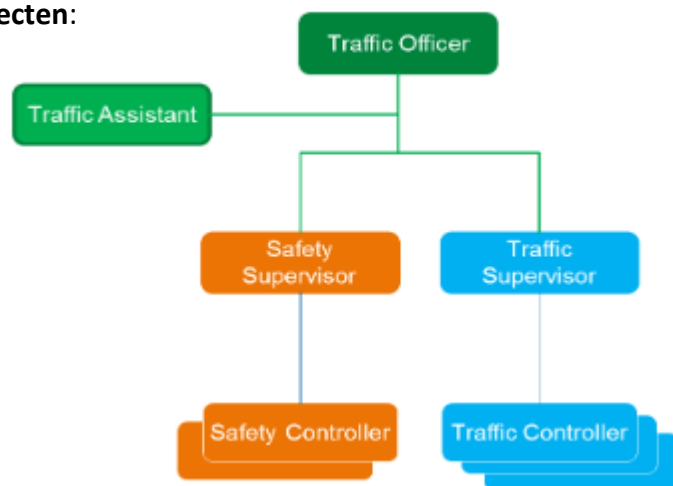 ecten:
Traffic Officer
Traffic Assistant
Safety
Supervisor
Traffic
Supervisor
Safety Controller
Traffic Controller